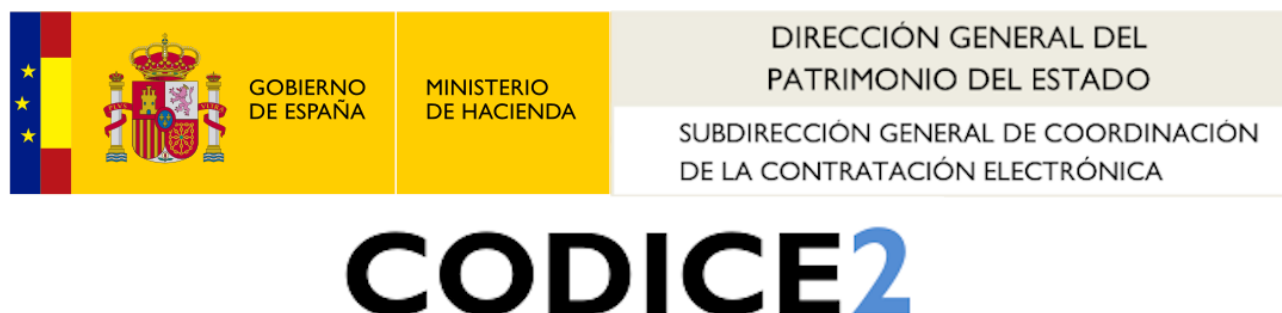 GOBIERNO
DE ESPAÑA
MINISTERIO
DE HACIENDA
DIRECCIÓN GENERAL DEL
PATRIMONIO DEL ESTADO
SUBDIRECCIÓN GENERAL DE COORDINACIÓN
DE LA CONTRATACIÓN ELECTRÓNICA
CODICE2